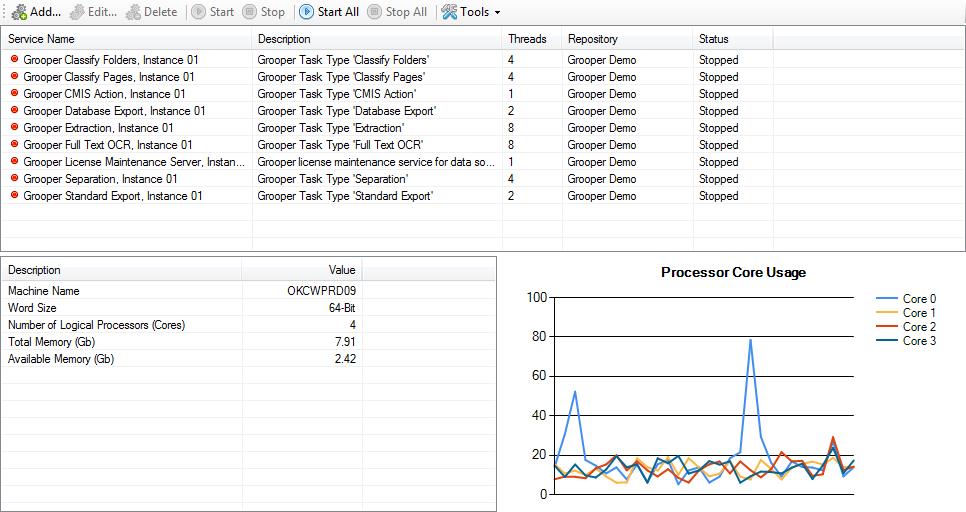 Add... Edit... Delete Start Stop Start All Stop All Tools
Service Name Description Threads Repository Status
Grooper Classify Folders, Instance 01 Grooper Task Type 'Classify Folders' 4 Grooper Demo Stopped
Grooper Classify Pages, Instance 01 Grooper Task Type 'Classify Pages' 4 Grooper Demo Stopped
Grooper CMIS Action, Instance 01 Grooper Task Type 'CMIS Action' 1 Grooper Demo Stopped
Grooper Database Export, Instance 01 Grooper Task Type 'Database Export' 2 Grooper Demo Stopped
Grooper Extraction, Instance 01 Grooper Task Type 'Extraction' 8 Grooper Demo Stopped
Grooper Full Text OCR, Instance 01 Grooper Task Type 'Full Text OCR' 8 Grooper Demo Stopped
Grooper License Maintenance Server, Instan... Grooper license maintenance service for data so... 1 Grooper Demo Stopped
Grooper Separation, Instance 01 Grooper Task Type 'Separation' 4 Grooper Demo Stopped
Grooper Standard Export, Instance 01 Grooper Task Type 'Standard Export' 2 Grooper Demo Stopped
Description Value
Machine Name OKCWPRD09
Word Size 64-Bit
Number of Logical Processors (Cores) 4
Total Memory (Gb) 7.91
Available Memory (Gb) 2.42
Processor Core Usage
100
80
60
40
20
0
Core 0
Core 1
Core 2
Core 3